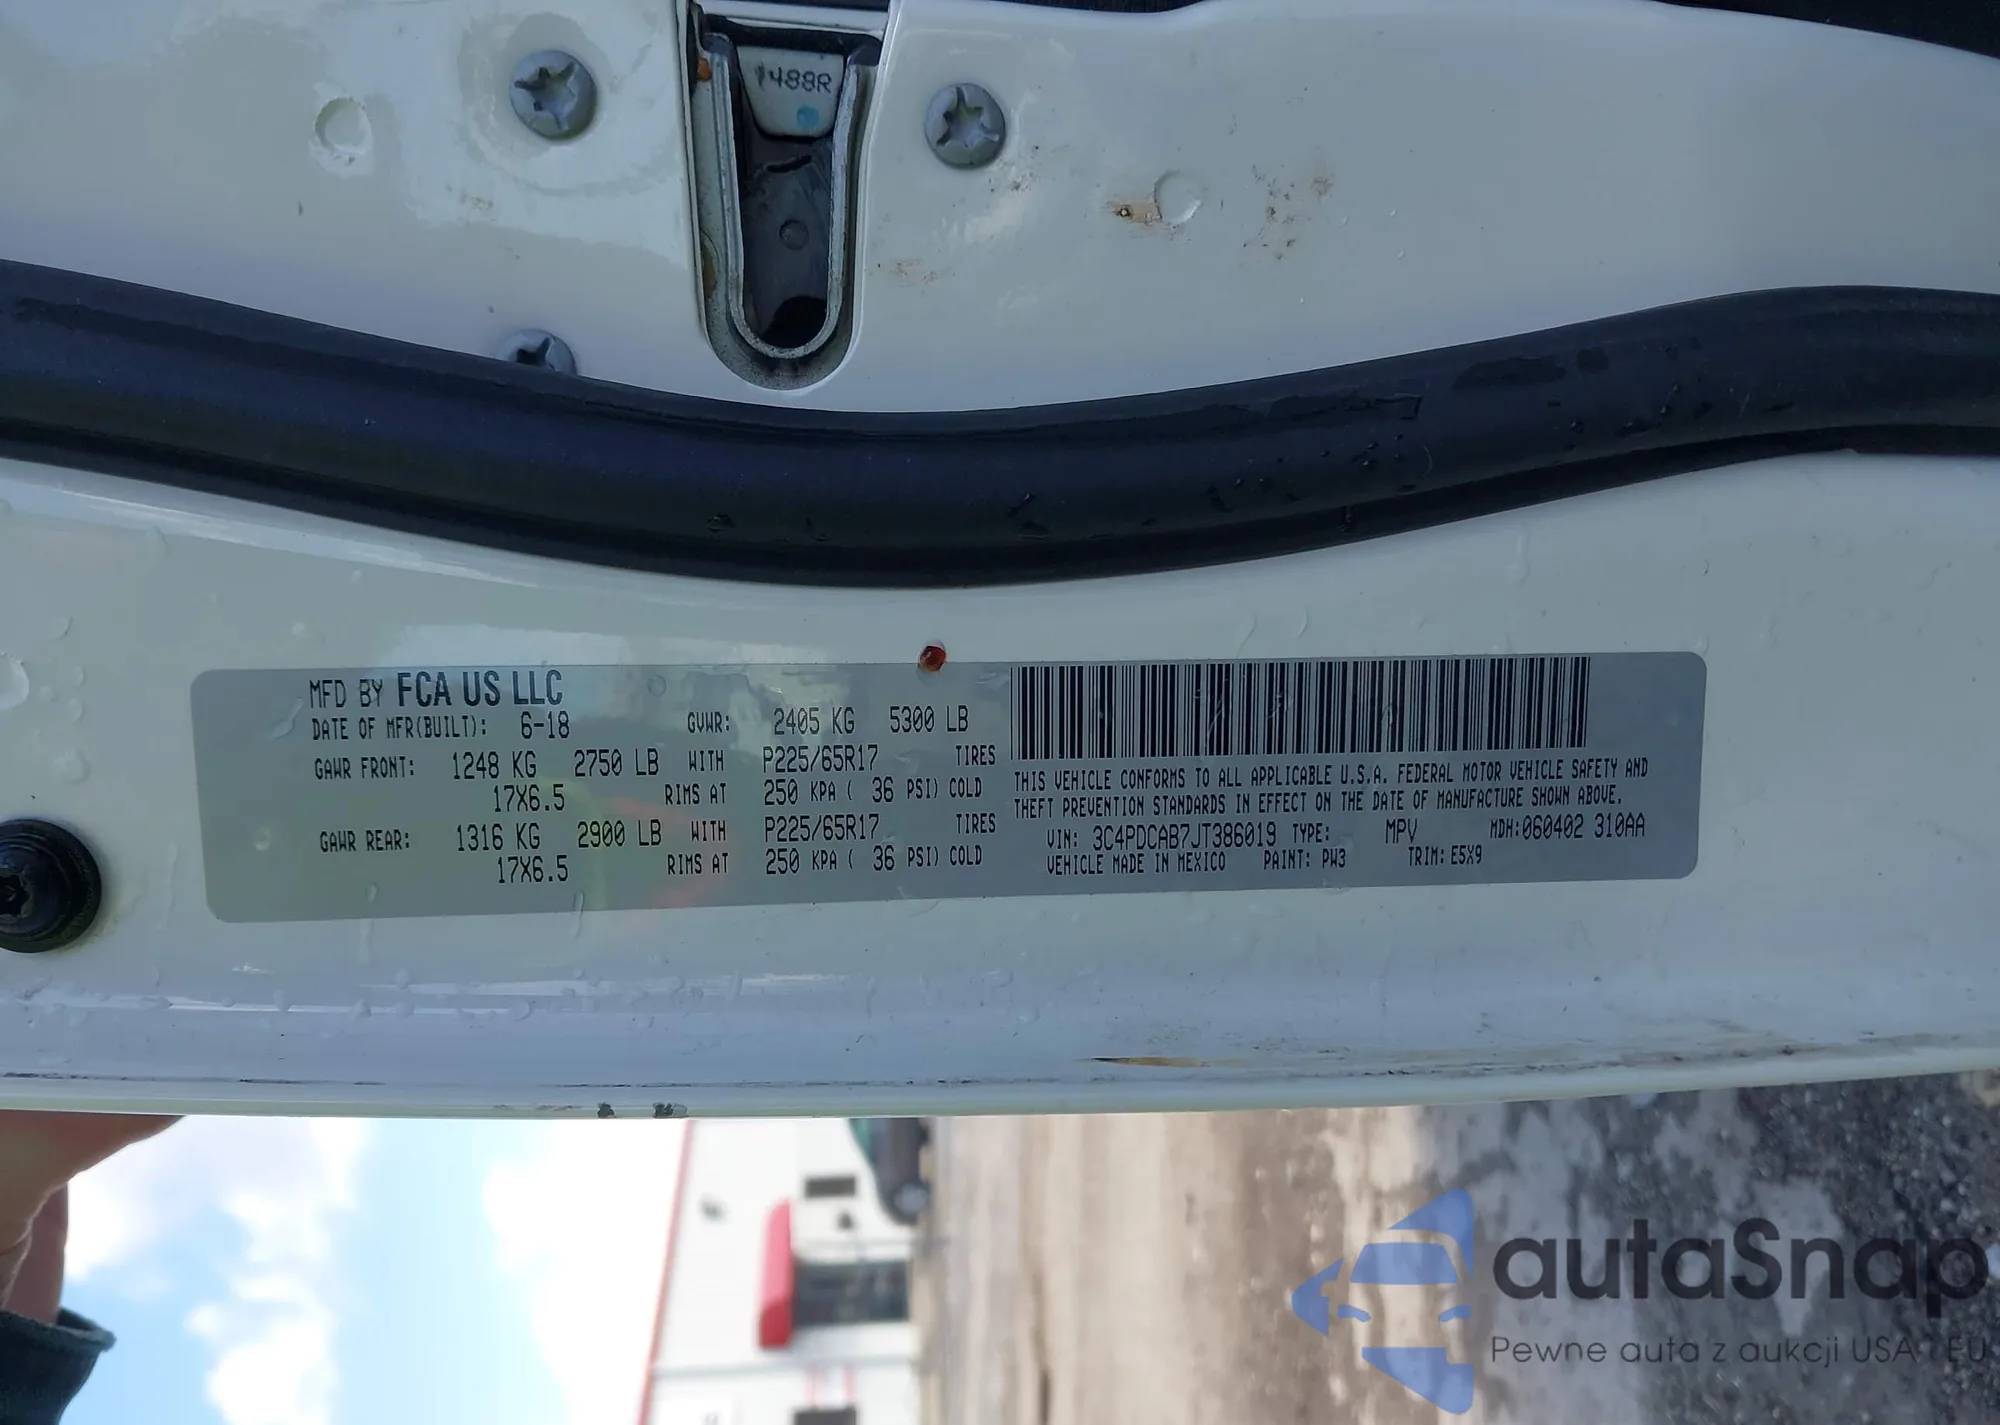 1488R
MFD BY FCA US LLC
DATE OF MFR(BUILT): 6-18 GVWR: 2405 KG 5300 LB
GAWR FRONT: 1248 KG 2750 LB WITH P225/65R17 TIRES
17X6.5 RIMS AT 250 KPA ( 36 PSI) COLD
GAWR REAR: 1316 KG 2900 LB WITH P225/65R17 TIRES
17X6.5 RIMS AT 250 KPA ( 36 PSI) COLD
THIS VEHICLE CONFORMS TO ALL APPLICABLE U.S.A. FEDERAL MOTOR VEHICLE SAFETY AND
THEFT PREVENTION STANDARDS IN EFFECT ON THE DATE OF MANUFACTURE SHOWN ABOVE.
VIN: 3C4PDCAB7JT386019 TYPE: MPV MDH:060402 310AA
VEHICLE MADE IN MEXICO PAINT: PW3 TRIM: E5X9
autaSnap
Pewne auta z aukcji USA i EU